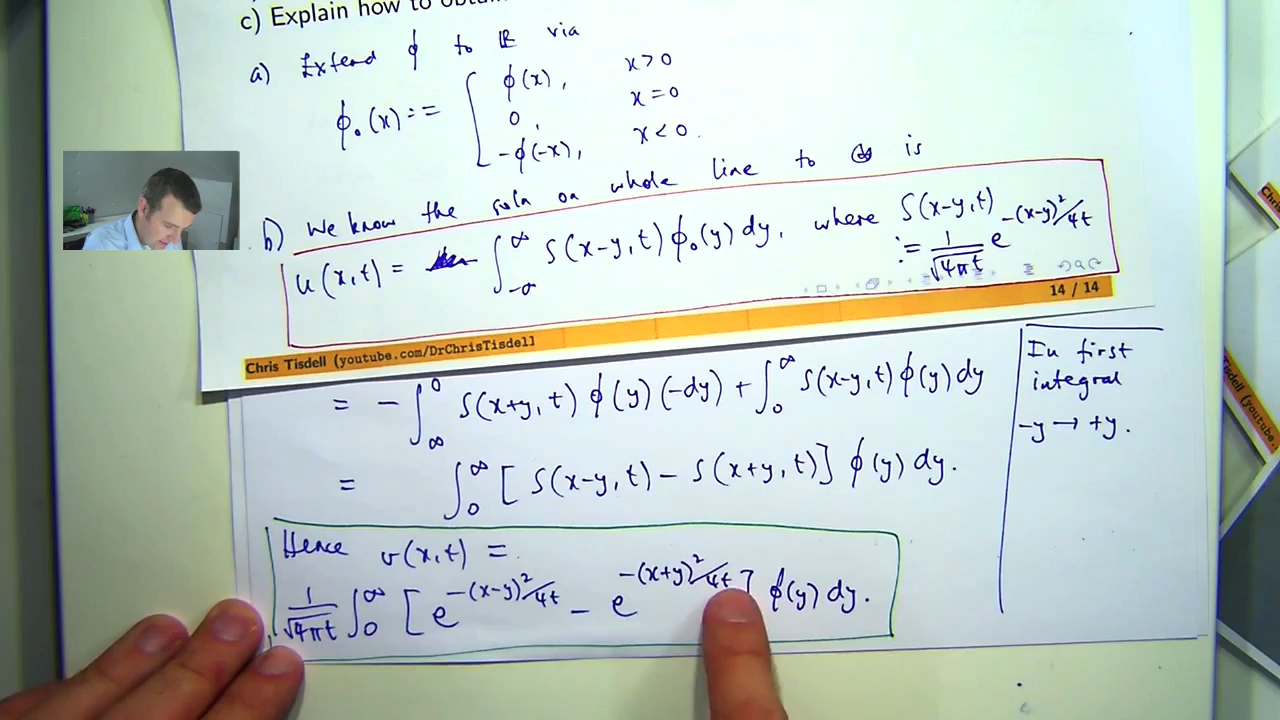 c) Explain how to
a) Extend ϕ to ℝ via
ϕ₀(x) := { ϕ(x), x>0
0, x=0
-ϕ(-x), x<0.
b) We know the soln on whole line to is
u(x,t) = ∫_{-∞}^{∞} S(x-y,t) ϕ₀(y) dy, where S(x-y,t)
:= 1/√(4πt) e^{-(x-y)²/4t}
14 / 14
Chris Tisdell (youtube.com/DrChrisTisdell
= -∫_{∞}^{0} S(x+y,t) ϕ(y)(-dy) + ∫_{0}^{∞} S(x-y,t) ϕ(y) dy
= ∫_{0}^{∞} [S(x-y,t) - S(x+y,t)] ϕ(y) dy.
In first
integral
-y → +y.
Hence v(x,t) =
1/√(4πt) ∫_{0}^{∞} [e^{-(x-y)²/4t} - e^{-(x+y)²/4t}] ϕ(y) dy.